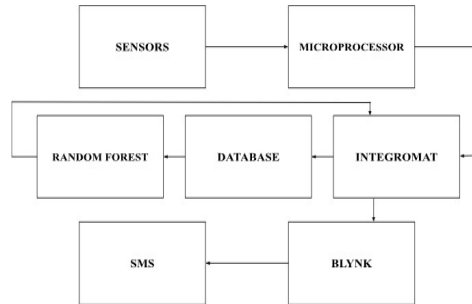 SENSORS
MICROPROCESSOR
RANDOM FOREST
DATABASE
INTEGROMAT
SMS
BLYNK